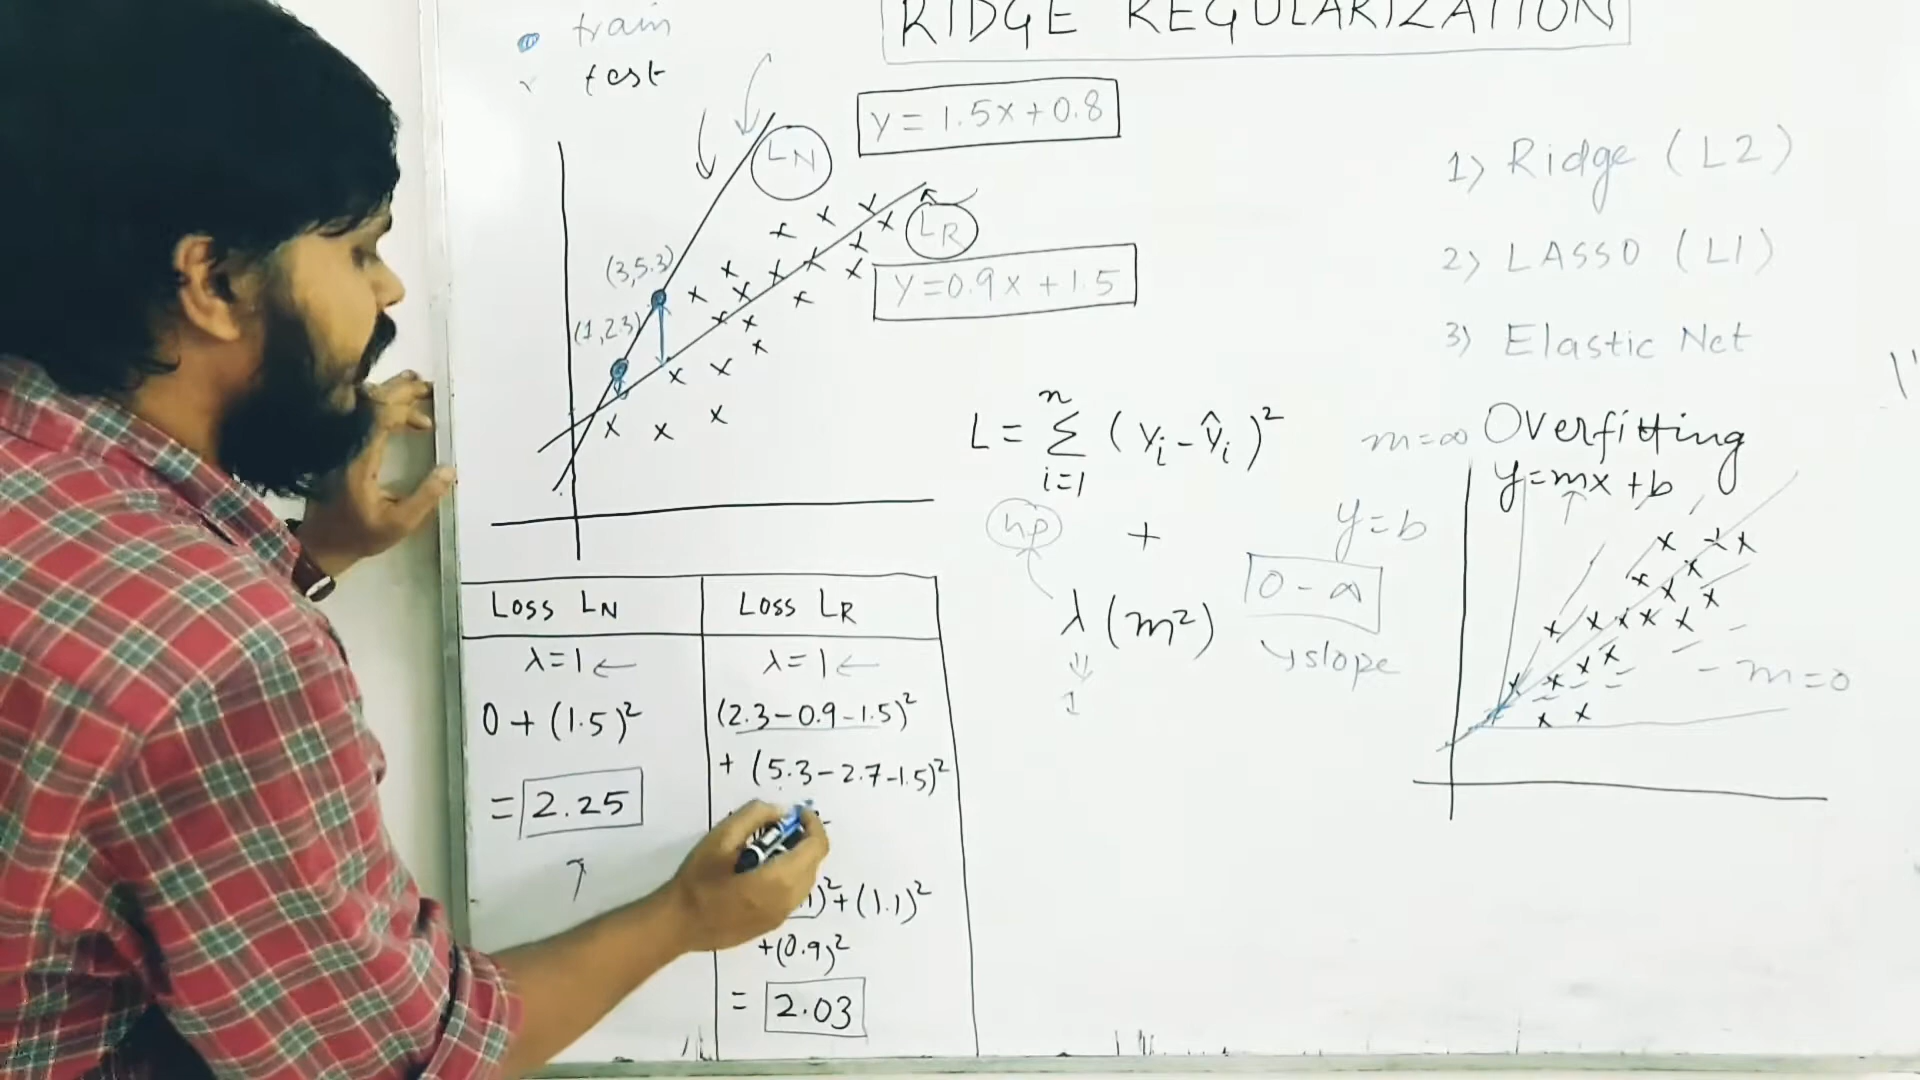 RIDGE REGULARIZATION
train
x test
LN
y = 1.5x + 0.8
LR
y = 0.9x + 1.5
(3,5.3)
(1,2.3)
1) Ridge (L2)
2) LASSO (L1)
3) Elastic Net
L = n Σ i=1 (yi - ŷi)²
+
λ (m²)
hp
⇓
1
0 - ∞
↘ slope
y = b
m = ∞
Overfitting
y = mx + b
m = 0
Loss LN
λ = 1 ←
0 + (1.5)²
= 2.25
Loss LR
λ = 1 ←
(2.3 - 0.9 - 1.5)²
+ (5.3 - 2.7 - 1.5)²
)² + (1.1)²
+ (0.9)²
= 2.03